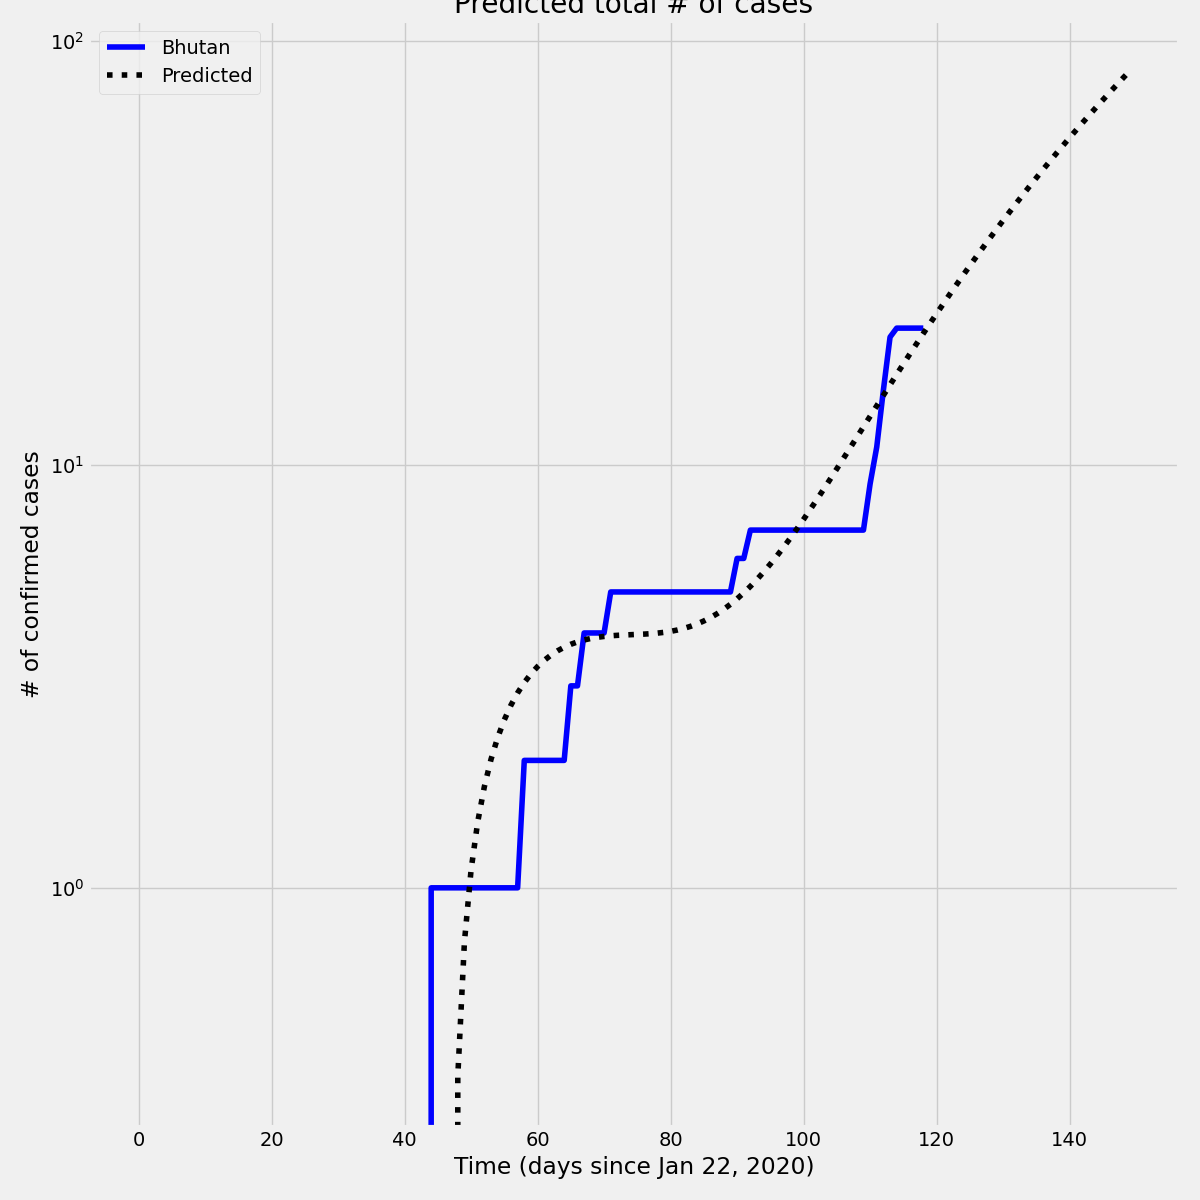 Predicted total # of cases
Bhutan
Predicted
10²
10¹
10⁰
# of confirmed cases
0 20 40 60 80 100 120 140
Time (days since Jan 22, 2020)